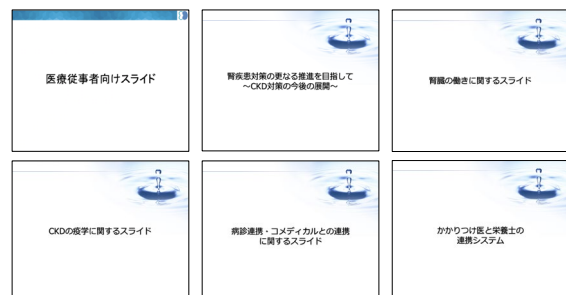 医療従事者向けスライド
腎疾患対策の更なる推進を目指して
～CKD対策の今後の展開～
腎臓の働きに関するスライド
CKDの疫学に関するスライド
病診連携・コメディカルとの連携
に関するスライド
かかりつけ医と栄養士の
連携システム